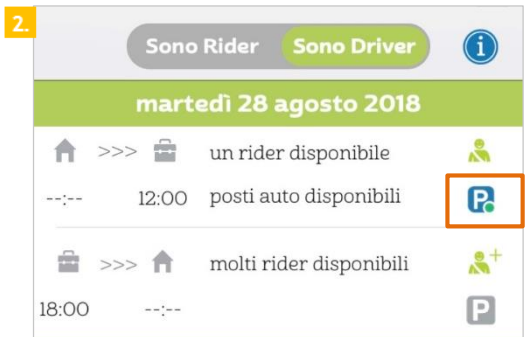 2.
Sono Rider Sono Driver i
martedì 28 agosto 2018
>>> un rider disponibile
--:-- 12:00 posti auto disponibili P
>>> molti rider disponibili +
18:00 --:-- P